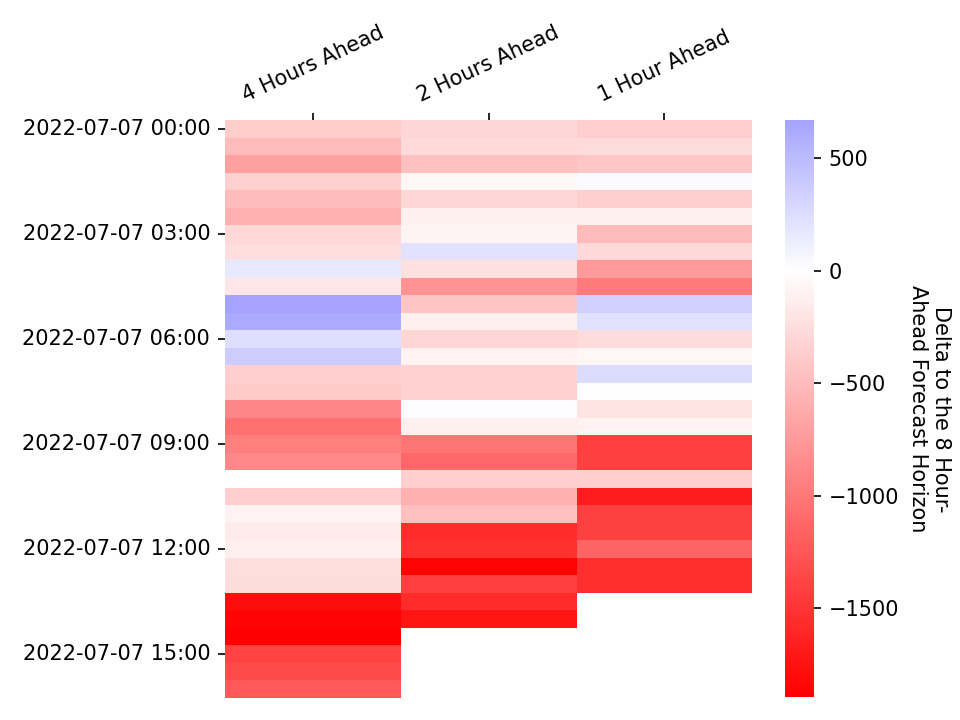 4 Hours Ahead
2 Hours Ahead
1 Hour Ahead
2022-07-07 00:00
2022-07-07 03:00
2022-07-07 06:00
2022-07-07 09:00
2022-07-07 12:00
2022-07-07 15:00
500
0
−500
−1000
−1500
Delta to the 8 Hour-
Ahead Forecast Horizon